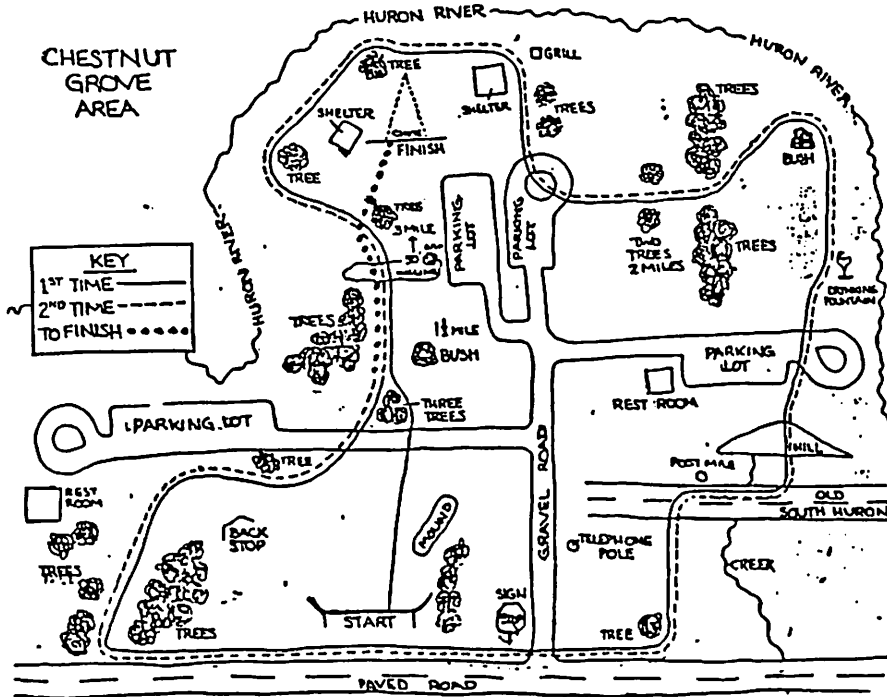 HURON RIVER
CHESTNUT
GROVE
AREA
HURON RIVER
TREE
GRILL
SHELTER
SHELTER
TREES
TREES
FINISH
TREE
BUSH
HURON RIVER
TREE
3 MILE
PARKING
LOT
PARKING
LOT
TWO
TREES
2 MILES
TREES
DRINKING
FOUNTAIN
KEY
1ST TIME
2ND TIME
TO FINISH
TREES
1½ MILE
BUSH
PARKING
LOT
REST ROOM
THREE
TREES
PARKING LOT
GRAVEL ROAD
HILL
TREE
POST MILE
REST
ROOM
OLD
SOUTH HURON
BACK
STOP
MOUND
TELEPHONE
POLE
CREEK
TREES
TREES
START
SIGN
TREE
PAVED ROAD